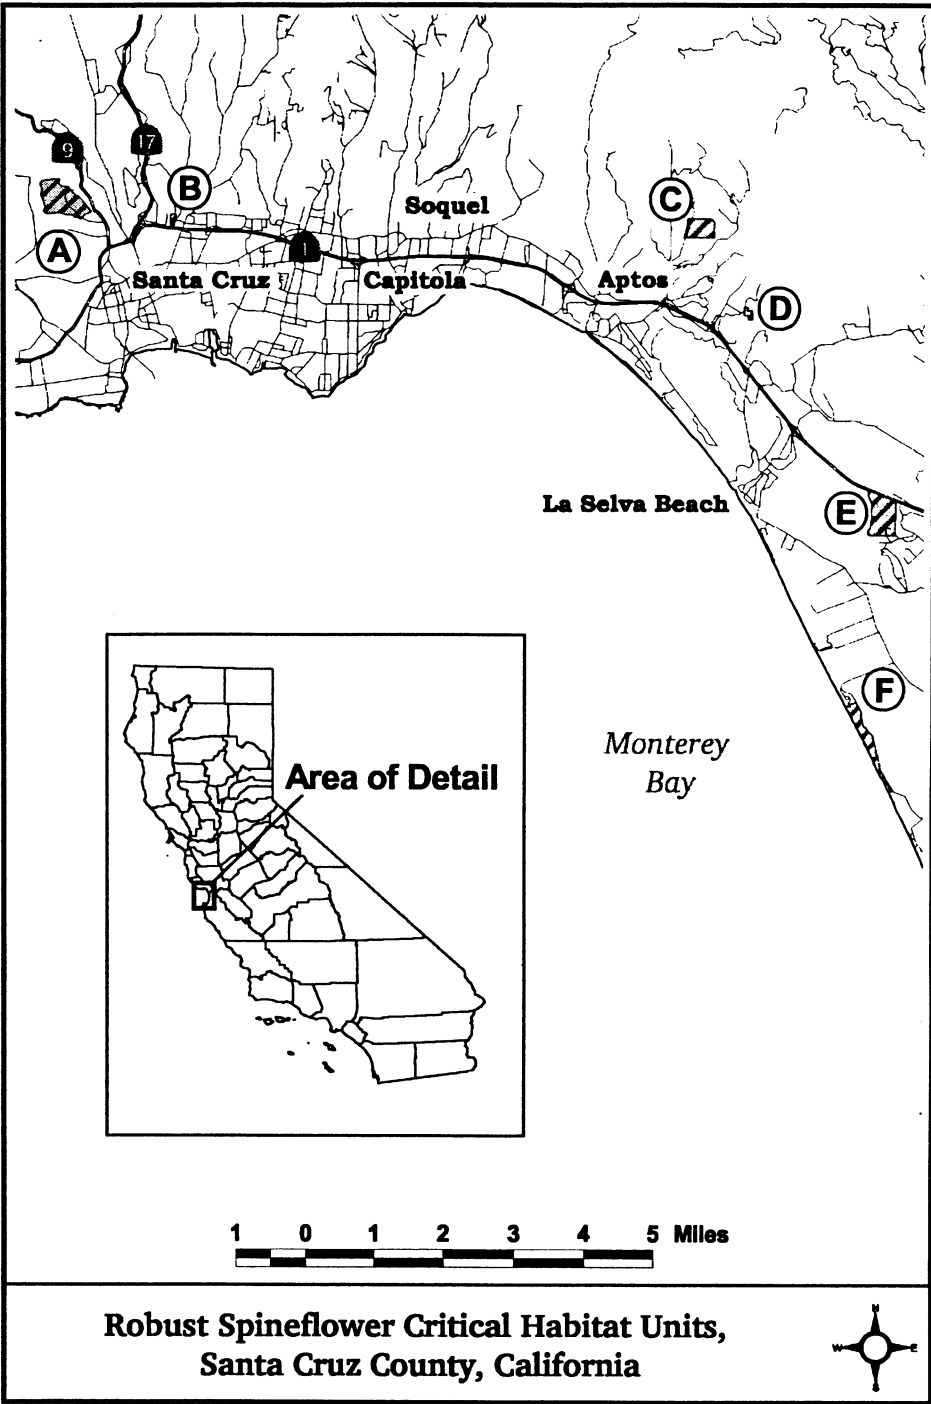 9
17
B
C
Soquel
A
1
Santa Cruz
Capitola
Aptos
D
La Selva Beach
E
F
Monterey
Bay
Area of Detail
1 0 1 2 3 4 5 Miles
Robust Spineflower Critical Habitat Units,
Santa Cruz County, California
N
W E
S